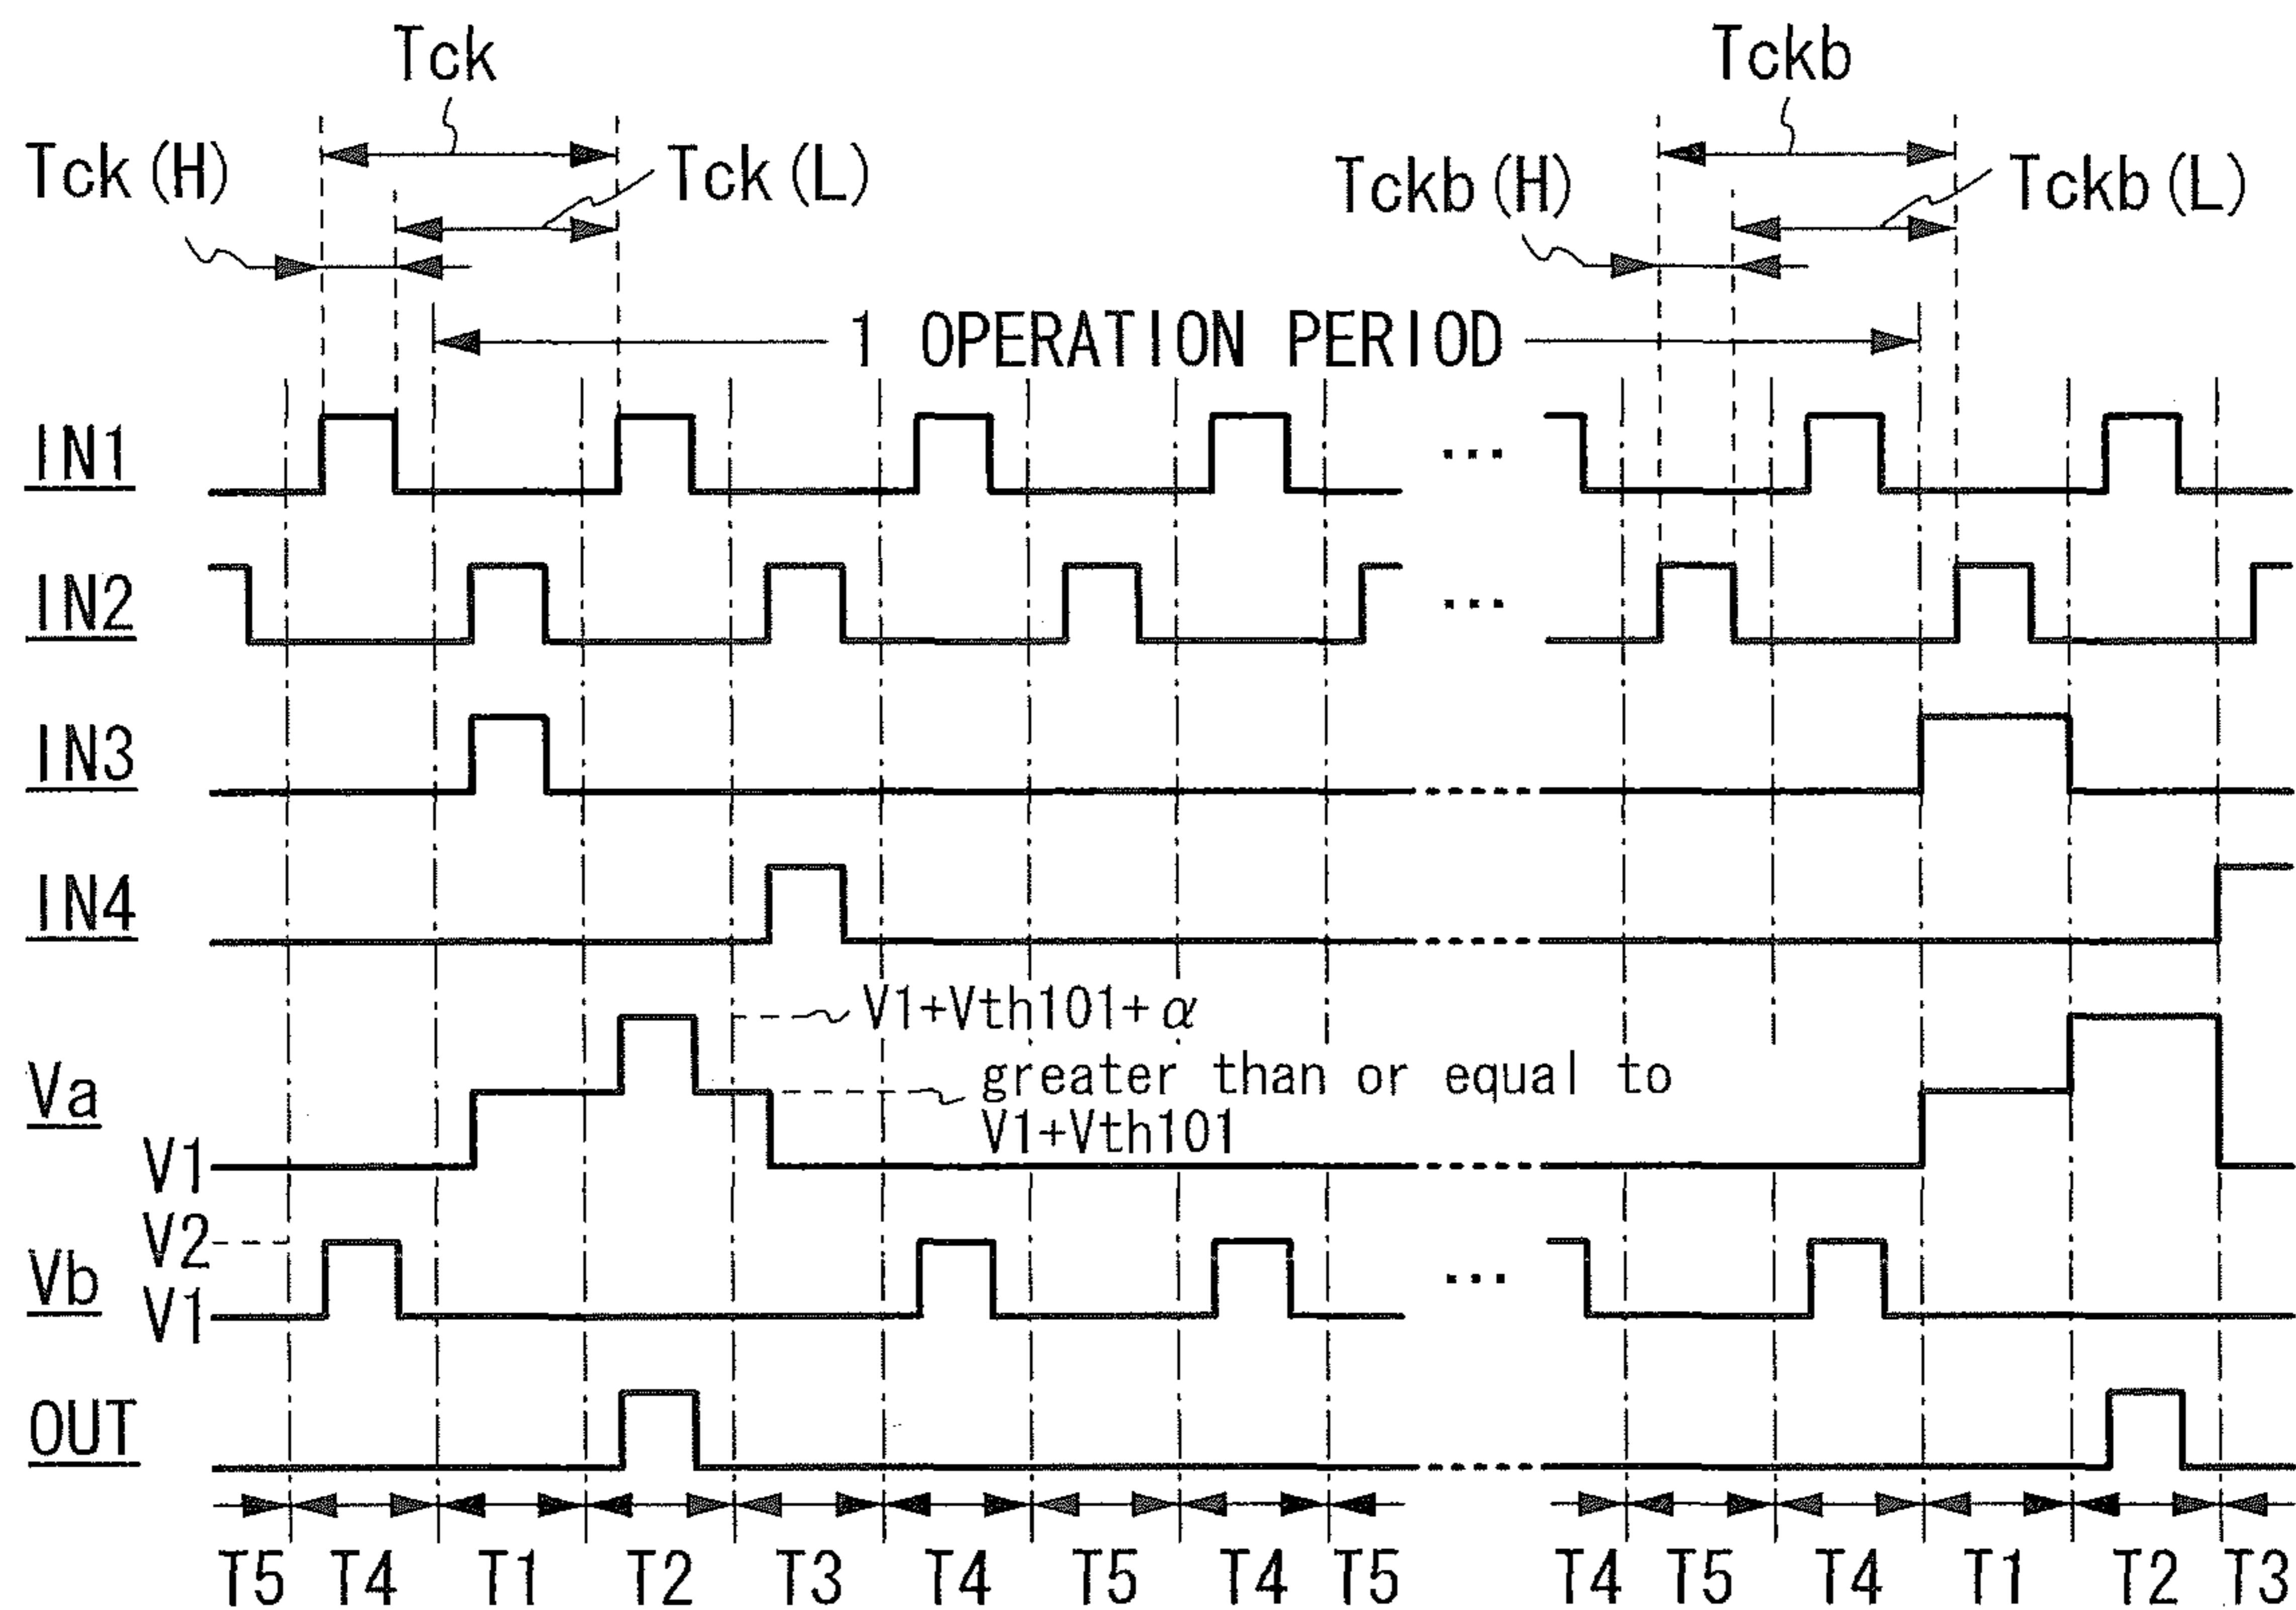 Tck
Tckb
Tck(H)
Tck(L)
Tckb(H)
Tckb(L)
1 OPERATION PERIOD
IN1
...
IN2
...
IN3
IN4
V1+Vth101+α
Va
greater than or equal to
V1+Vth101
V1
V2
Vb
...
V1
OUT
T5 T4 T1 T2 T3 T4 T5 T4 T5 T4 T5 T4 T1 T2 T3